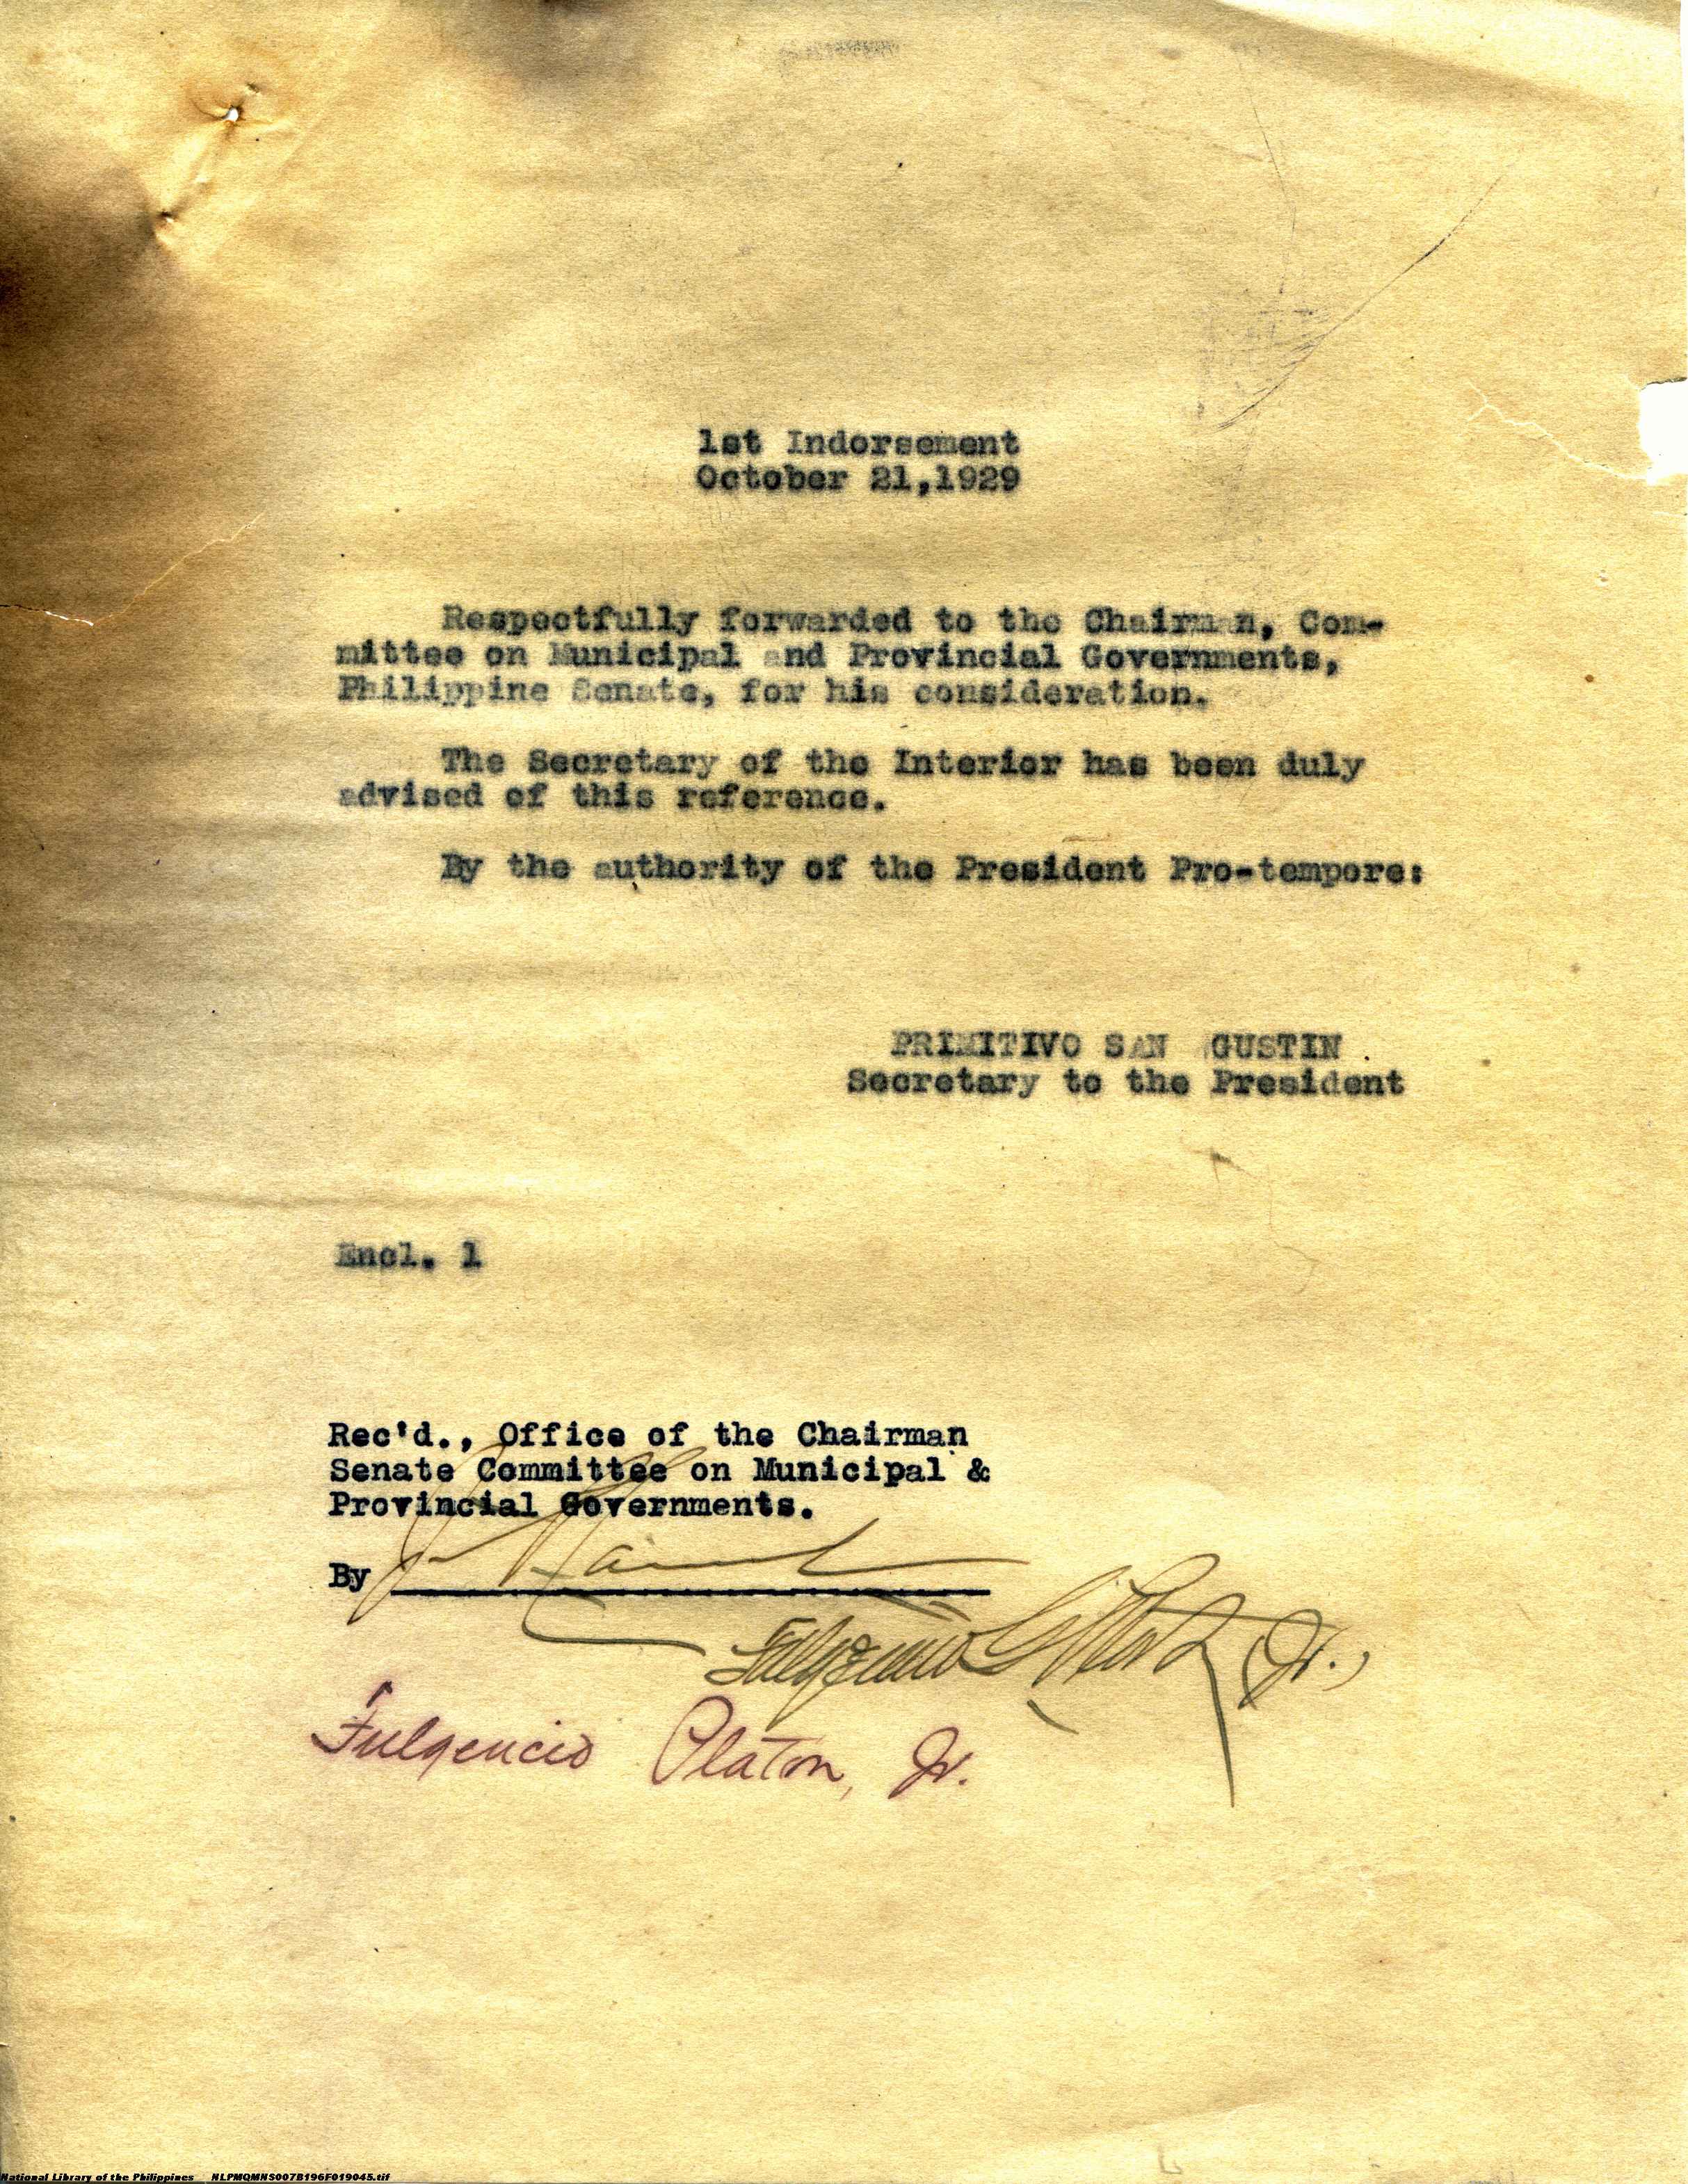 1st Indorsement
October 21,1929
Respectfully forwarded to the Chairman, Com-
mittee on Municipal and Provincial Governments,
Philippine Senate, for his consideration.
The Secretary of the Interior has been duly
advised of this reference.
By the authority of the President Pro-tempore:
PRIMITIVO SAN GUSTIN
Secretary to the President
Encl. 1
Rec'd., Office of the Chairman
Senate Committee on Municipal &
Provincial Governments.
By
Fulgencio Jr.,
Fulgencio Platon, Jr.
National Library of the Philippines NLPMQMNS007B196F019045.tif